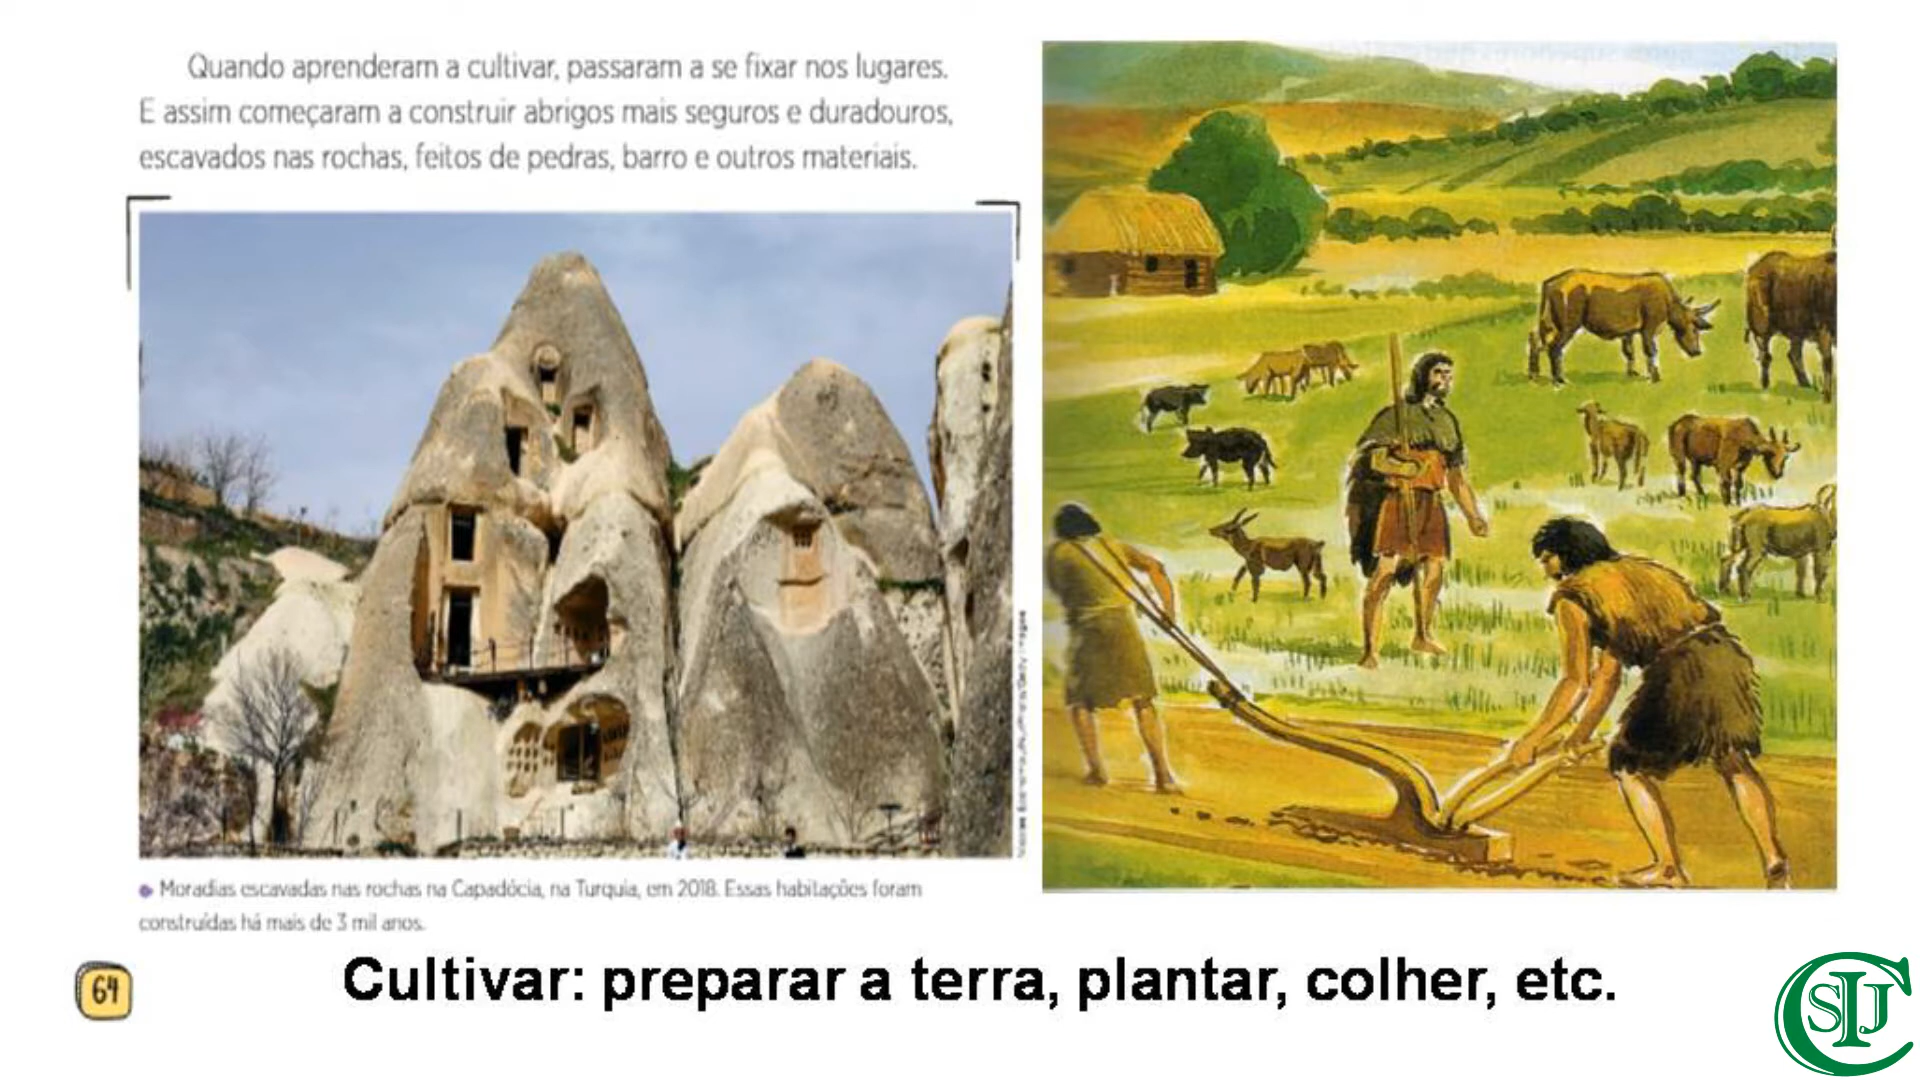 Quando aprenderam a cultivar, passaram a se fixar nos lugares.
E assim começaram a construir abrigos mais seguros e duradouros,
escavados nas rochas, feitos de pedras, barro e outros materiais.
Moradias escavadas nas rochas na Capadócia, na Turquia, em 2018. Essas habitações foram
construídas há mais de 3 mil anos.
64
Cultivar: preparar a terra, plantar, colher, etc.